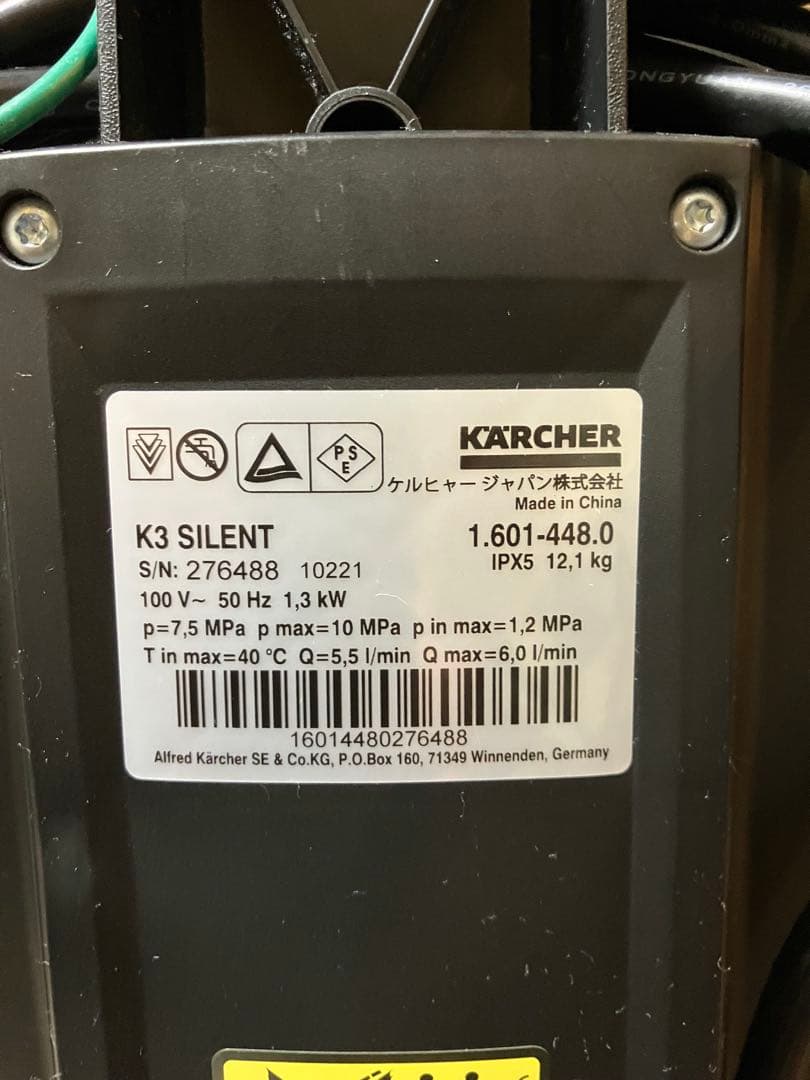 ONGYUAN
PS
E
KÄRCHER
ケルヒャー ジャパン株式会社
Made in China
K3 SILENT 1.601-448.0
S/N: 276488 10221 IPX5 12,1 kg
100 V~ 50 Hz 1,3 kW
p=7,5 MPa p max=10 MPa p in max=1,2 MPa
T in max=40 °C Q=5,5 l/min Q max=6,0 l/min
16014480276488
Alfred Kärcher SE & Co.KG, P.O.Box 160, 71349 Winnenden, Germany